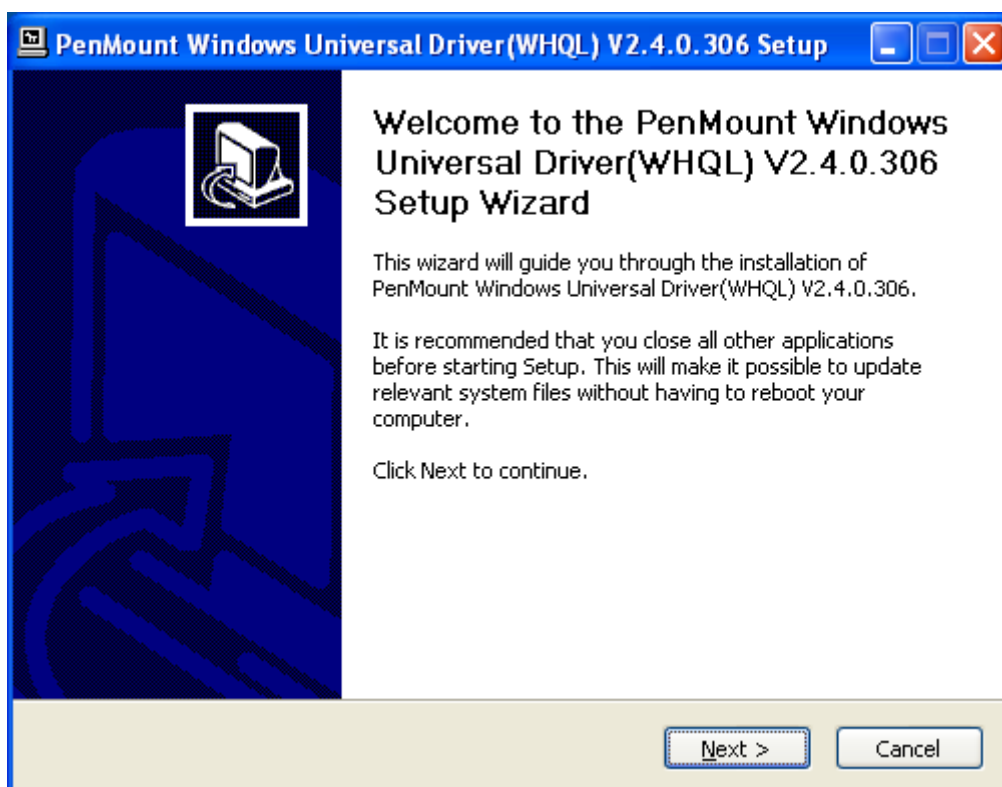 PenMount Windows Universal Driver(WHQL) V2.4.0.306 Setup
Welcome to the PenMount Windows
Universal Driver(WHQL) V2.4.0.306
Setup Wizard
This wizard will guide you through the installation of
PenMount Windows Universal Driver(WHQL) V2.4.0.306.
It is recommended that you close all other applications
before starting Setup. This will make it possible to update
relevant system files without having to reboot your
computer.
Click Next to continue.
Next >
Cancel